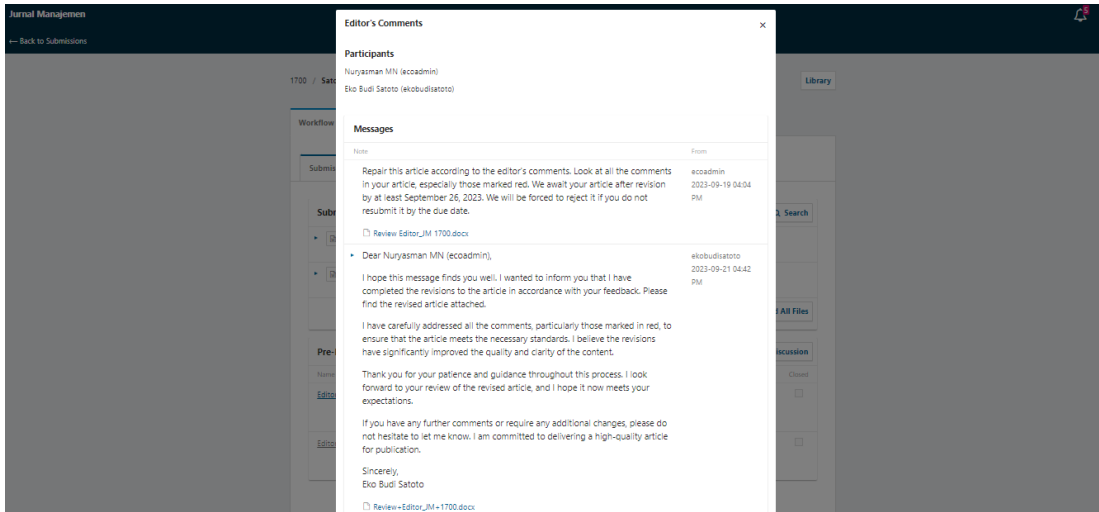 Jurnal Manajemen
5
← Back to Submissions
Editor's Comments
×
Participants
Nuryasman MN (ecoadmin)
Eko Budi Satoto (ekobudisatoto)
1700 /
Library
Workflow
Messages
Note
From
Repair this article according to the editor's comments. Look at all the comments
in your article, especially those marked red. We await your article after revision
by at least September 26, 2023. We will be forced to reject it if you do not
resubmit it by the due date.
Review Editor_JM 1700.docx
ecoadmin
2023-09-19 04:04
PM
Search
Dear Nuryasman MN (ecoadmin),
I hope this message finds you well. I wanted to inform you that I have
completed the revisions to the article in accordance with your feedback. Please
find the revised article attached.
I have carefully addressed all the comments, particularly those marked in red, to
ensure that the article meets the necessary standards. I believe the revisions
have significantly improved the quality and clarity of the content.
Thank you for your patience and guidance throughout this process. I look
forward to your review of the revised article, and I hope it now meets your
expectations.
If you have any further comments or require any additional changes, please do
not hesitate to let me know. I am committed to delivering a high-quality article
for publication.
Sincerely,
Eko Budi Satoto
Review+Editor_JM+1700.docx
ekobudisatoto
2023-09-21 04:42
PM
All Files
Name
Closed